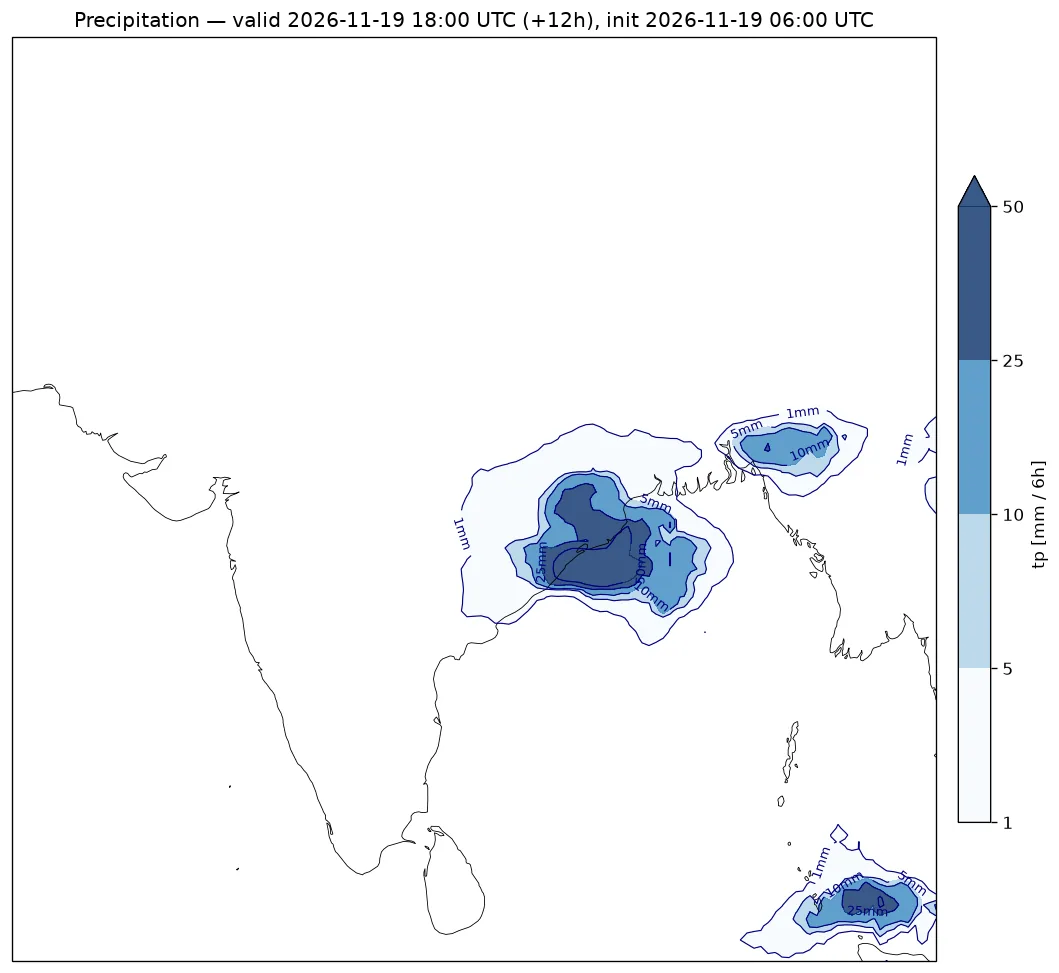 Precipitation — valid 2026-11-19 18:00 UTC (+12h), init 2026-11-19 06:00 UTC
50
25
10
5
1
tp [mm / 6h]
1mm
5mm
10mm
1mm
5mm
1mm
25mm
50mm
10mm
1mm
10mm
5mm
25mm